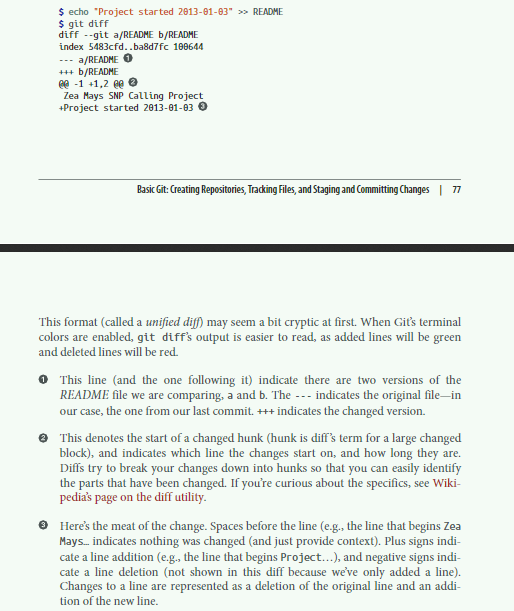 $ echo "Project started 2013-01-03" >> README
$ git diff
diff --git a/README b/README
index 5483cfd..ba8d7fc 100644
--- a/README ❶
+++ b/README
@@ -1 +1,2 @@ ❷
 Zea Mays SNP Calling Project
+Project started 2013-01-03 ❸
Basic Git: Creating Repositories, Tracking Files, and Staging and Committing Changes | 77
This format (called a unified diff) may seem a bit cryptic at first. When Git's terminal
colors are enabled, git diff's output is easier to read, as added lines will be green
and deleted lines will be red.
❶ This line (and the one following it) indicate there are two versions of the
README file we are comparing, a and b. The --- indicates the original file—in
our case, the one from our last commit. +++ indicates the changed version.
❷ This denotes the start of a changed hunk (hunk is diff's term for a large changed
block), and indicates which line the changes start on, and how long they are.
Diffs try to break your changes down into hunks so that you can easily identify
the parts that have been changed. If you're curious about the specifics, see Wiki-
pedia's page on the diff utility.
❸ Here's the meat of the change. Spaces before the line (e.g., the line that begins Zea
Mays… indicates nothing was changed (and just provide context). Plus signs indi-
cate a line addition (e.g., the line that begins Project…), and negative signs indi-
cate a line deletion (not shown in this diff because we've only added a line).
Changes to a line are represented as a deletion of the original line and an addi-
tion of the new line.